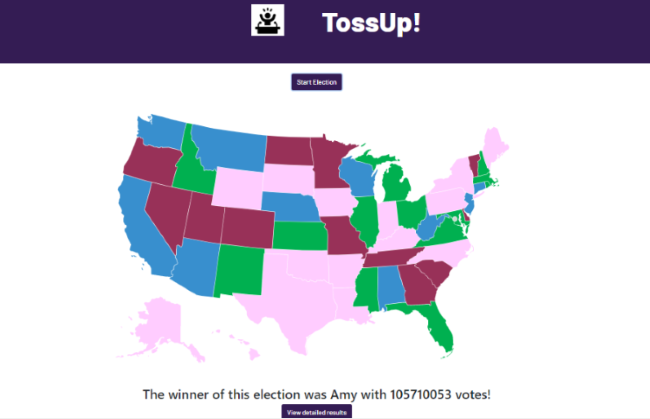 TossUp!
Start Election
The winner of this election was Amy with 105710053 votes!
View detailed results